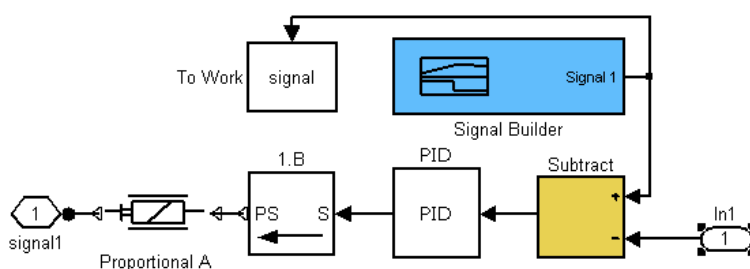 To Work
signal
Signal 1
Signal Builder
1.B
PID
Subtract
In1
1
signal1
Proportional A
PS
S
PID
+
-
1